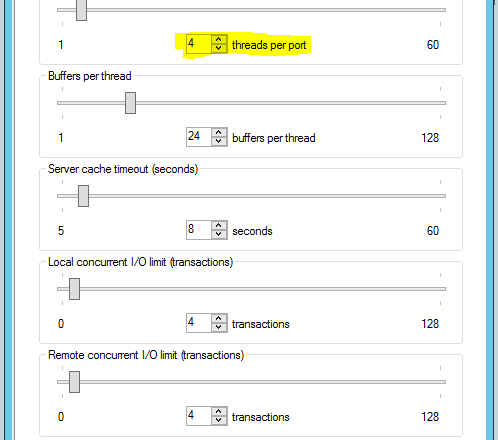 1 4 threads per port 60
Buffers per thread
1 24 buffers per thread 128
Server cache timeout (seconds)
5 8 seconds 60
Local concurrent I/O limit (transactions)
0 4 transactions 128
Remote concurrent I/O limit (transactions)
0 4 transactions 128